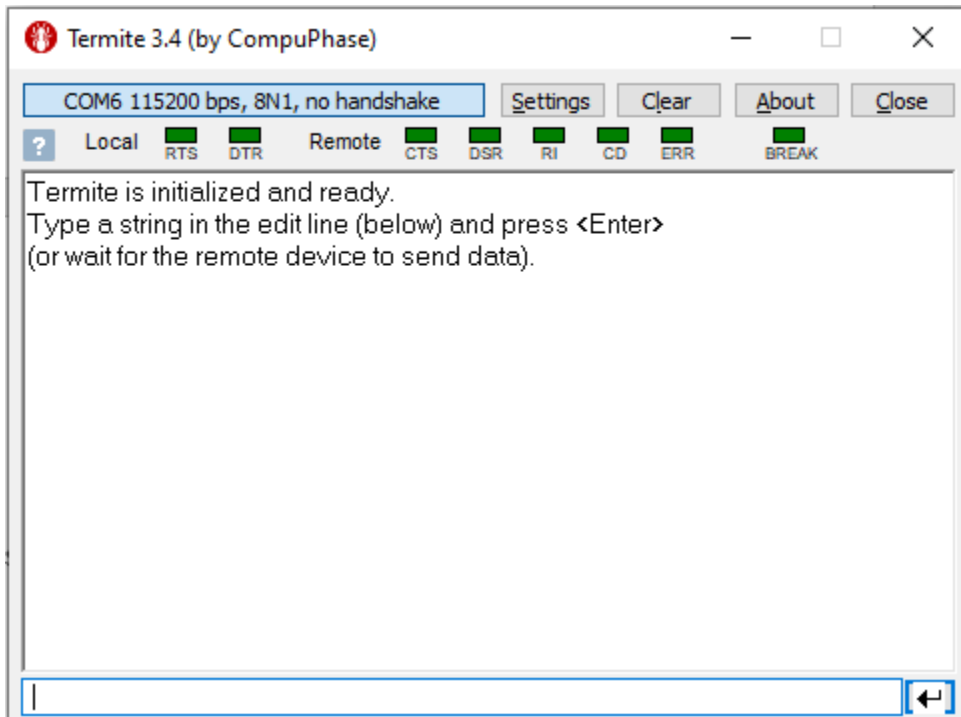 Termite 3.4 (by CompuPhase)
COM6 115200 bps, 8N1, no handshake Settings Clear About Close
? Local RTS DTR Remote CTS DSR RI CD ERR BREAK
Termite is initialized and ready.
Type a string in the edit line (below) and press <Enter>
(or wait for the remote device to send data).